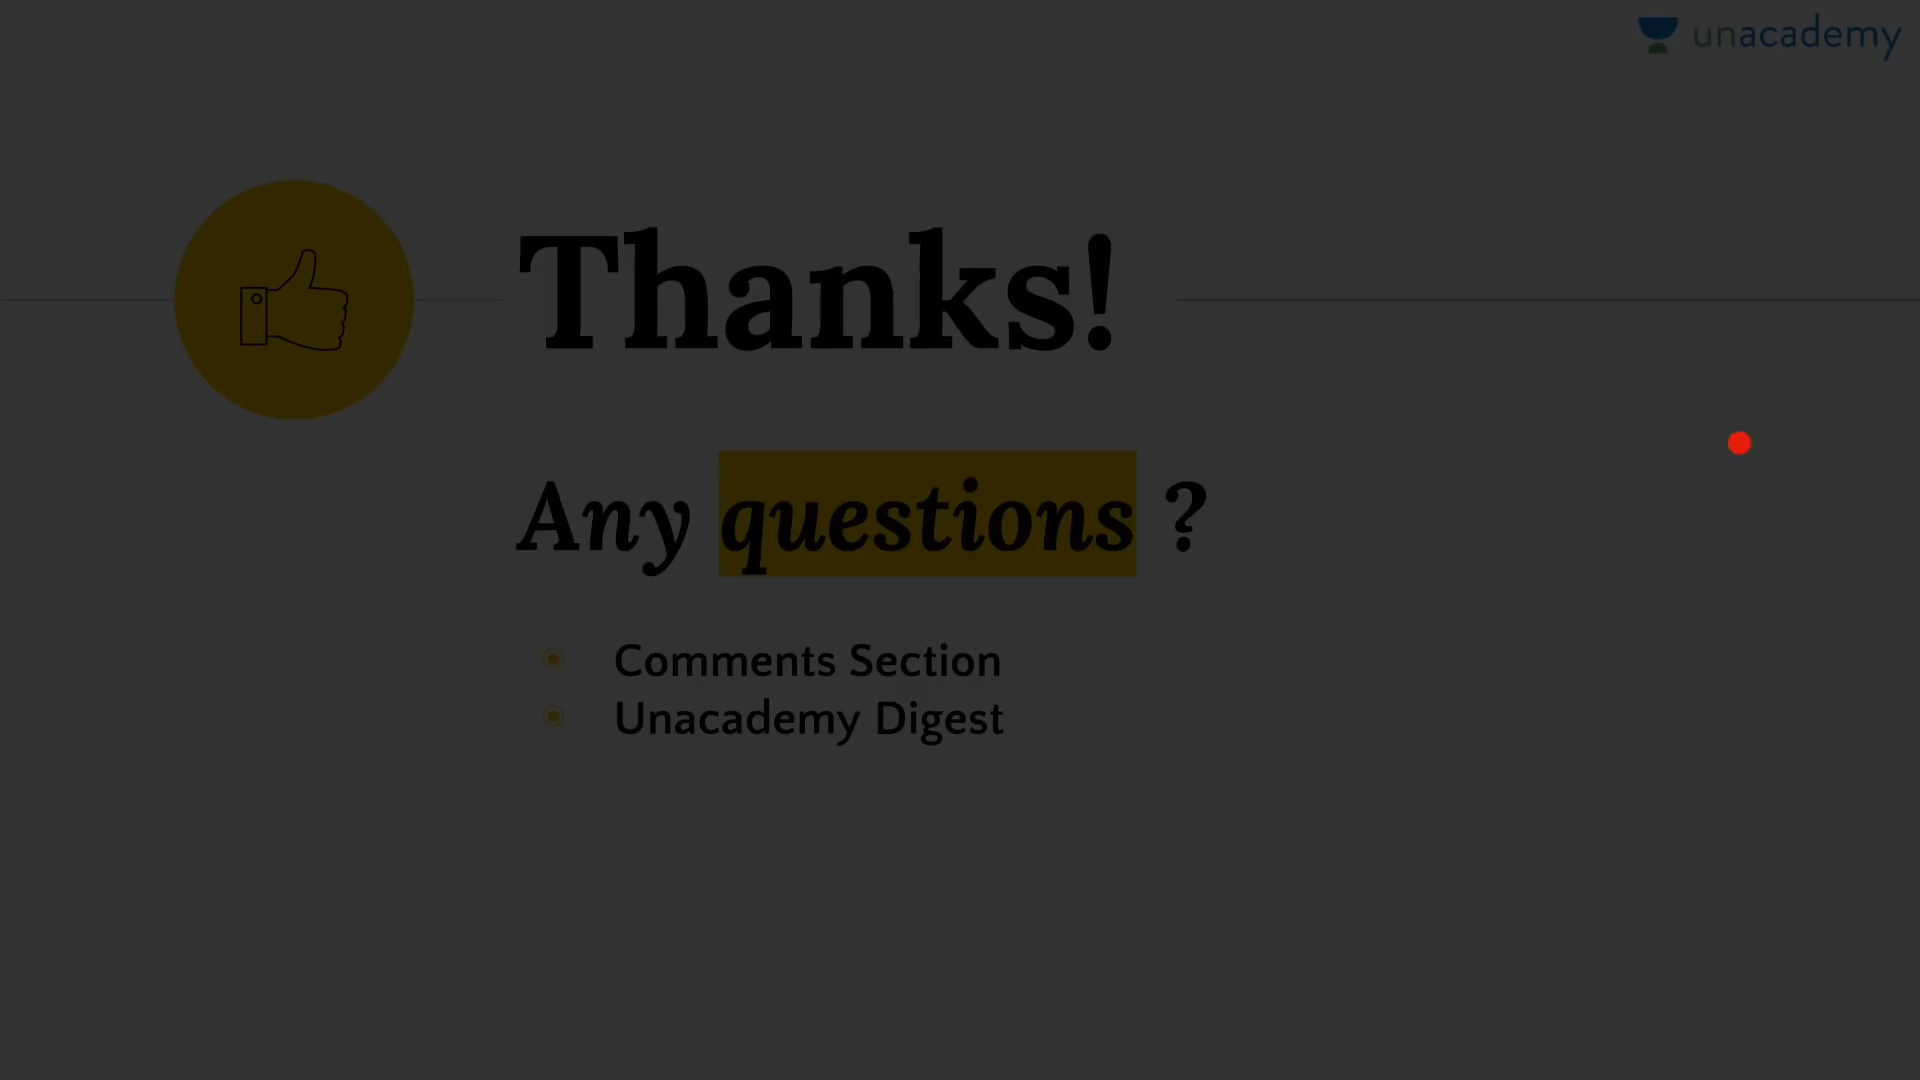 unacademy
Thanks!
Any questions ?
Comments Section
Unacademy Digest